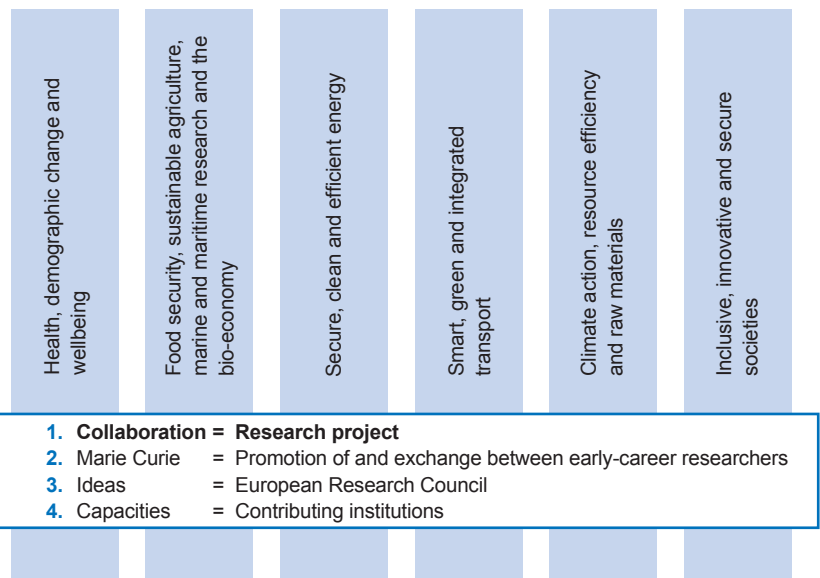 Health, demographic change and
wellbeing
Food security, sustainable agriculture,
marine and maritime research and the
bio-economy
Secure, clean and efficient energy
Smart, green and integrated
transport
Climate action, resource efficiency
and raw materials
Inclusive, innovative and secure
societies
1. Collaboration = Research project
2. Marie Curie = Promotion of and exchange between early-career researchers
3. Ideas = European Research Council
4. Capacities = Contributing institutions